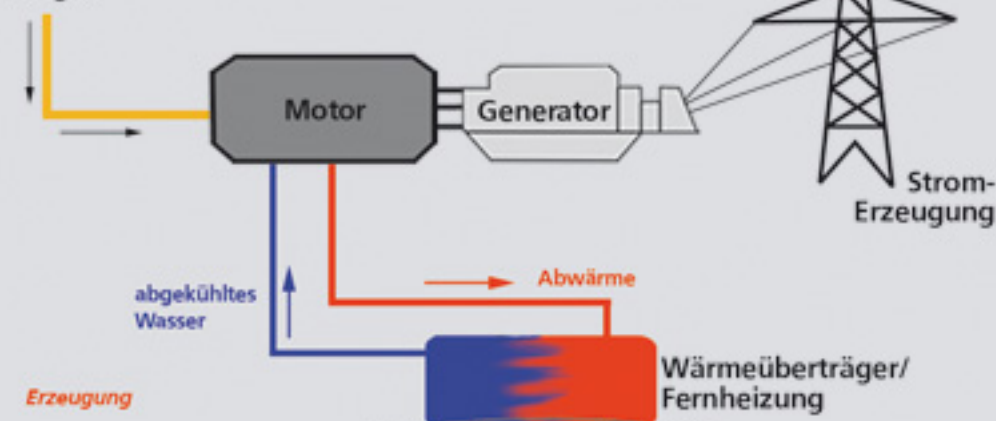 Motor
Generator
Strom-
Erzeugung
abgekühltes
Wasser
Abwärme
Wärmeüberträger/
Fernheizung
Erzeugung